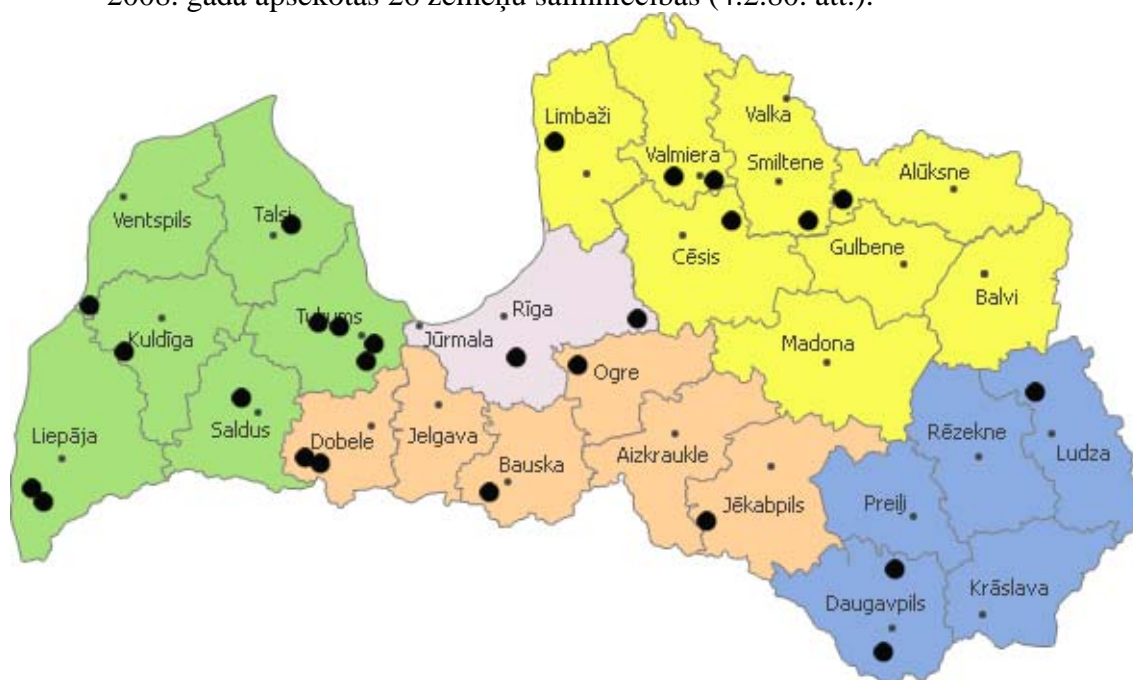 2008. gadā apsekotas 26 zemeņu saimniecības (4.2.80. att.).
Limbaži
Valka
Valmiera
Smiltene
Alūksne
Talsi
Ventspils
Cēsis
Gulbene
Balvi
Rīga
Tukums
Jūrmala
Kuldīga
Madona
Ogre
Liepāja
Saldus
Dobele
Jelgava
Aizkraukle
Rēzekne
Ludza
Bauska
Jēkabpils
Preiļi
Daugavpils
Krāslava